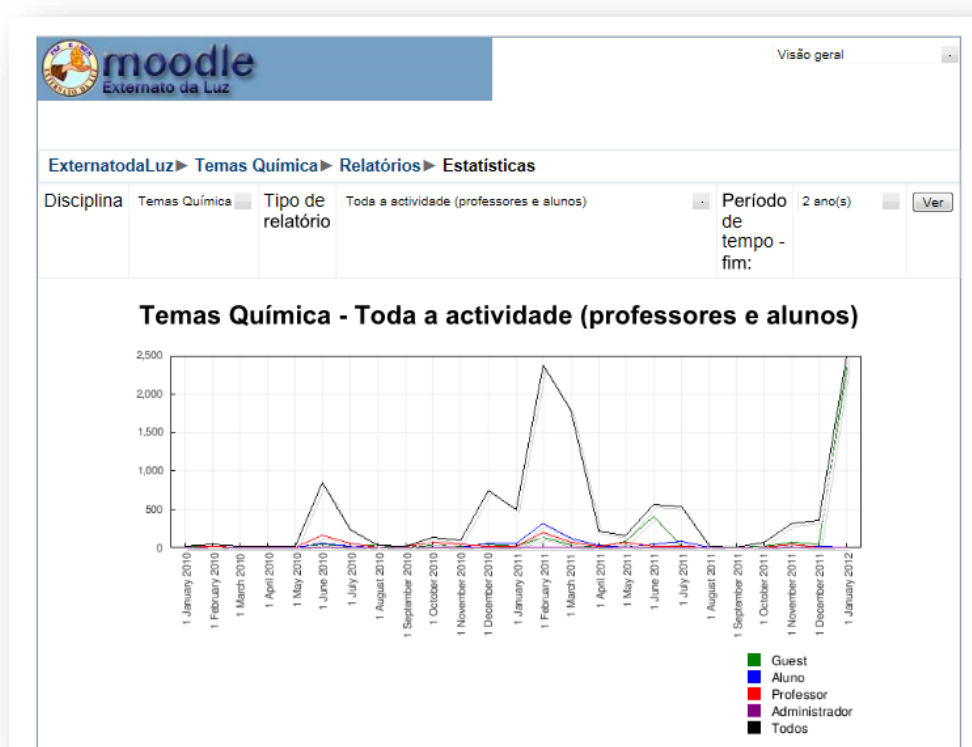 moodle
Externato da Luz
Visão geral
ExternatodaLuz► Temas Química► Relatórios► Estatísticas
Disciplina
Temas Química
Tipo de
relatório
Toda a actividade (professores e alunos)
Período
de
tempo -
fim:
2 ano(s)
Ver
Temas Química - Toda a actividade (professores e alunos)
2,500
2,000
1,500
1,000
500
0
1 January 2010
1 February 2010
1 March 2010
1 April 2010
1 May 2010
1 June 2010
1 July 2010
1 August 2010
1 September 2010
1 October 2010
1 November 2010
1 December 2010
1 January 2011
1 February 2011
1 March 2011
1 April 2011
1 May 2011
1 June 2011
1 July 2011
1 August 2011
1 September 2011
1 October 2011
1 November 2011
1 December 2011
1 January 2012
Guest
Aluno
Professor
Administrador
Todos